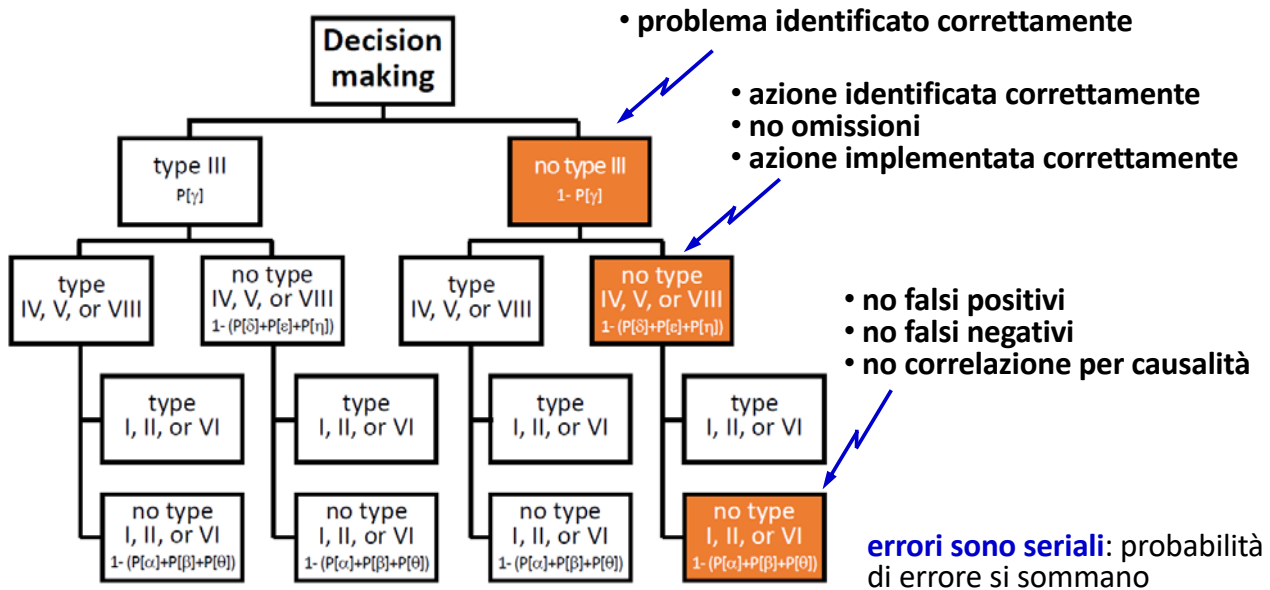 • problema identificato correttamente
Decision
making
• azione identificata correttamente
• no omissioni
• azione implementata correttamente
type III
P[γ]
no type III
1- P[γ]
type
IV, V, or VIII
no type
IV, V, or VIII
1- (P[δ]+P[ε]+P[η])
type
IV, V, or VIII
no type
IV, V, or VIII
1- (P[δ]+P[ε]+P[η])
• no falsi positivi
• no falsi negativi
• no correlazione per causalità
type
I, II, or VI
type
I, II, or VI
type
I, II, or VI
type
I, II, or VI
no type
I, II, or VI
1- (P[α]+P[β]+P[θ])
no type
I, II, or VI
1- (P[α]+P[β]+P[θ])
no type
I, II, or VI
1- (P[α]+P[β]+P[θ])
no type
I, II, or VI
1- (P[α]+P[β]+P[θ])
errori sono seriali: probabilità
di errore si sommano